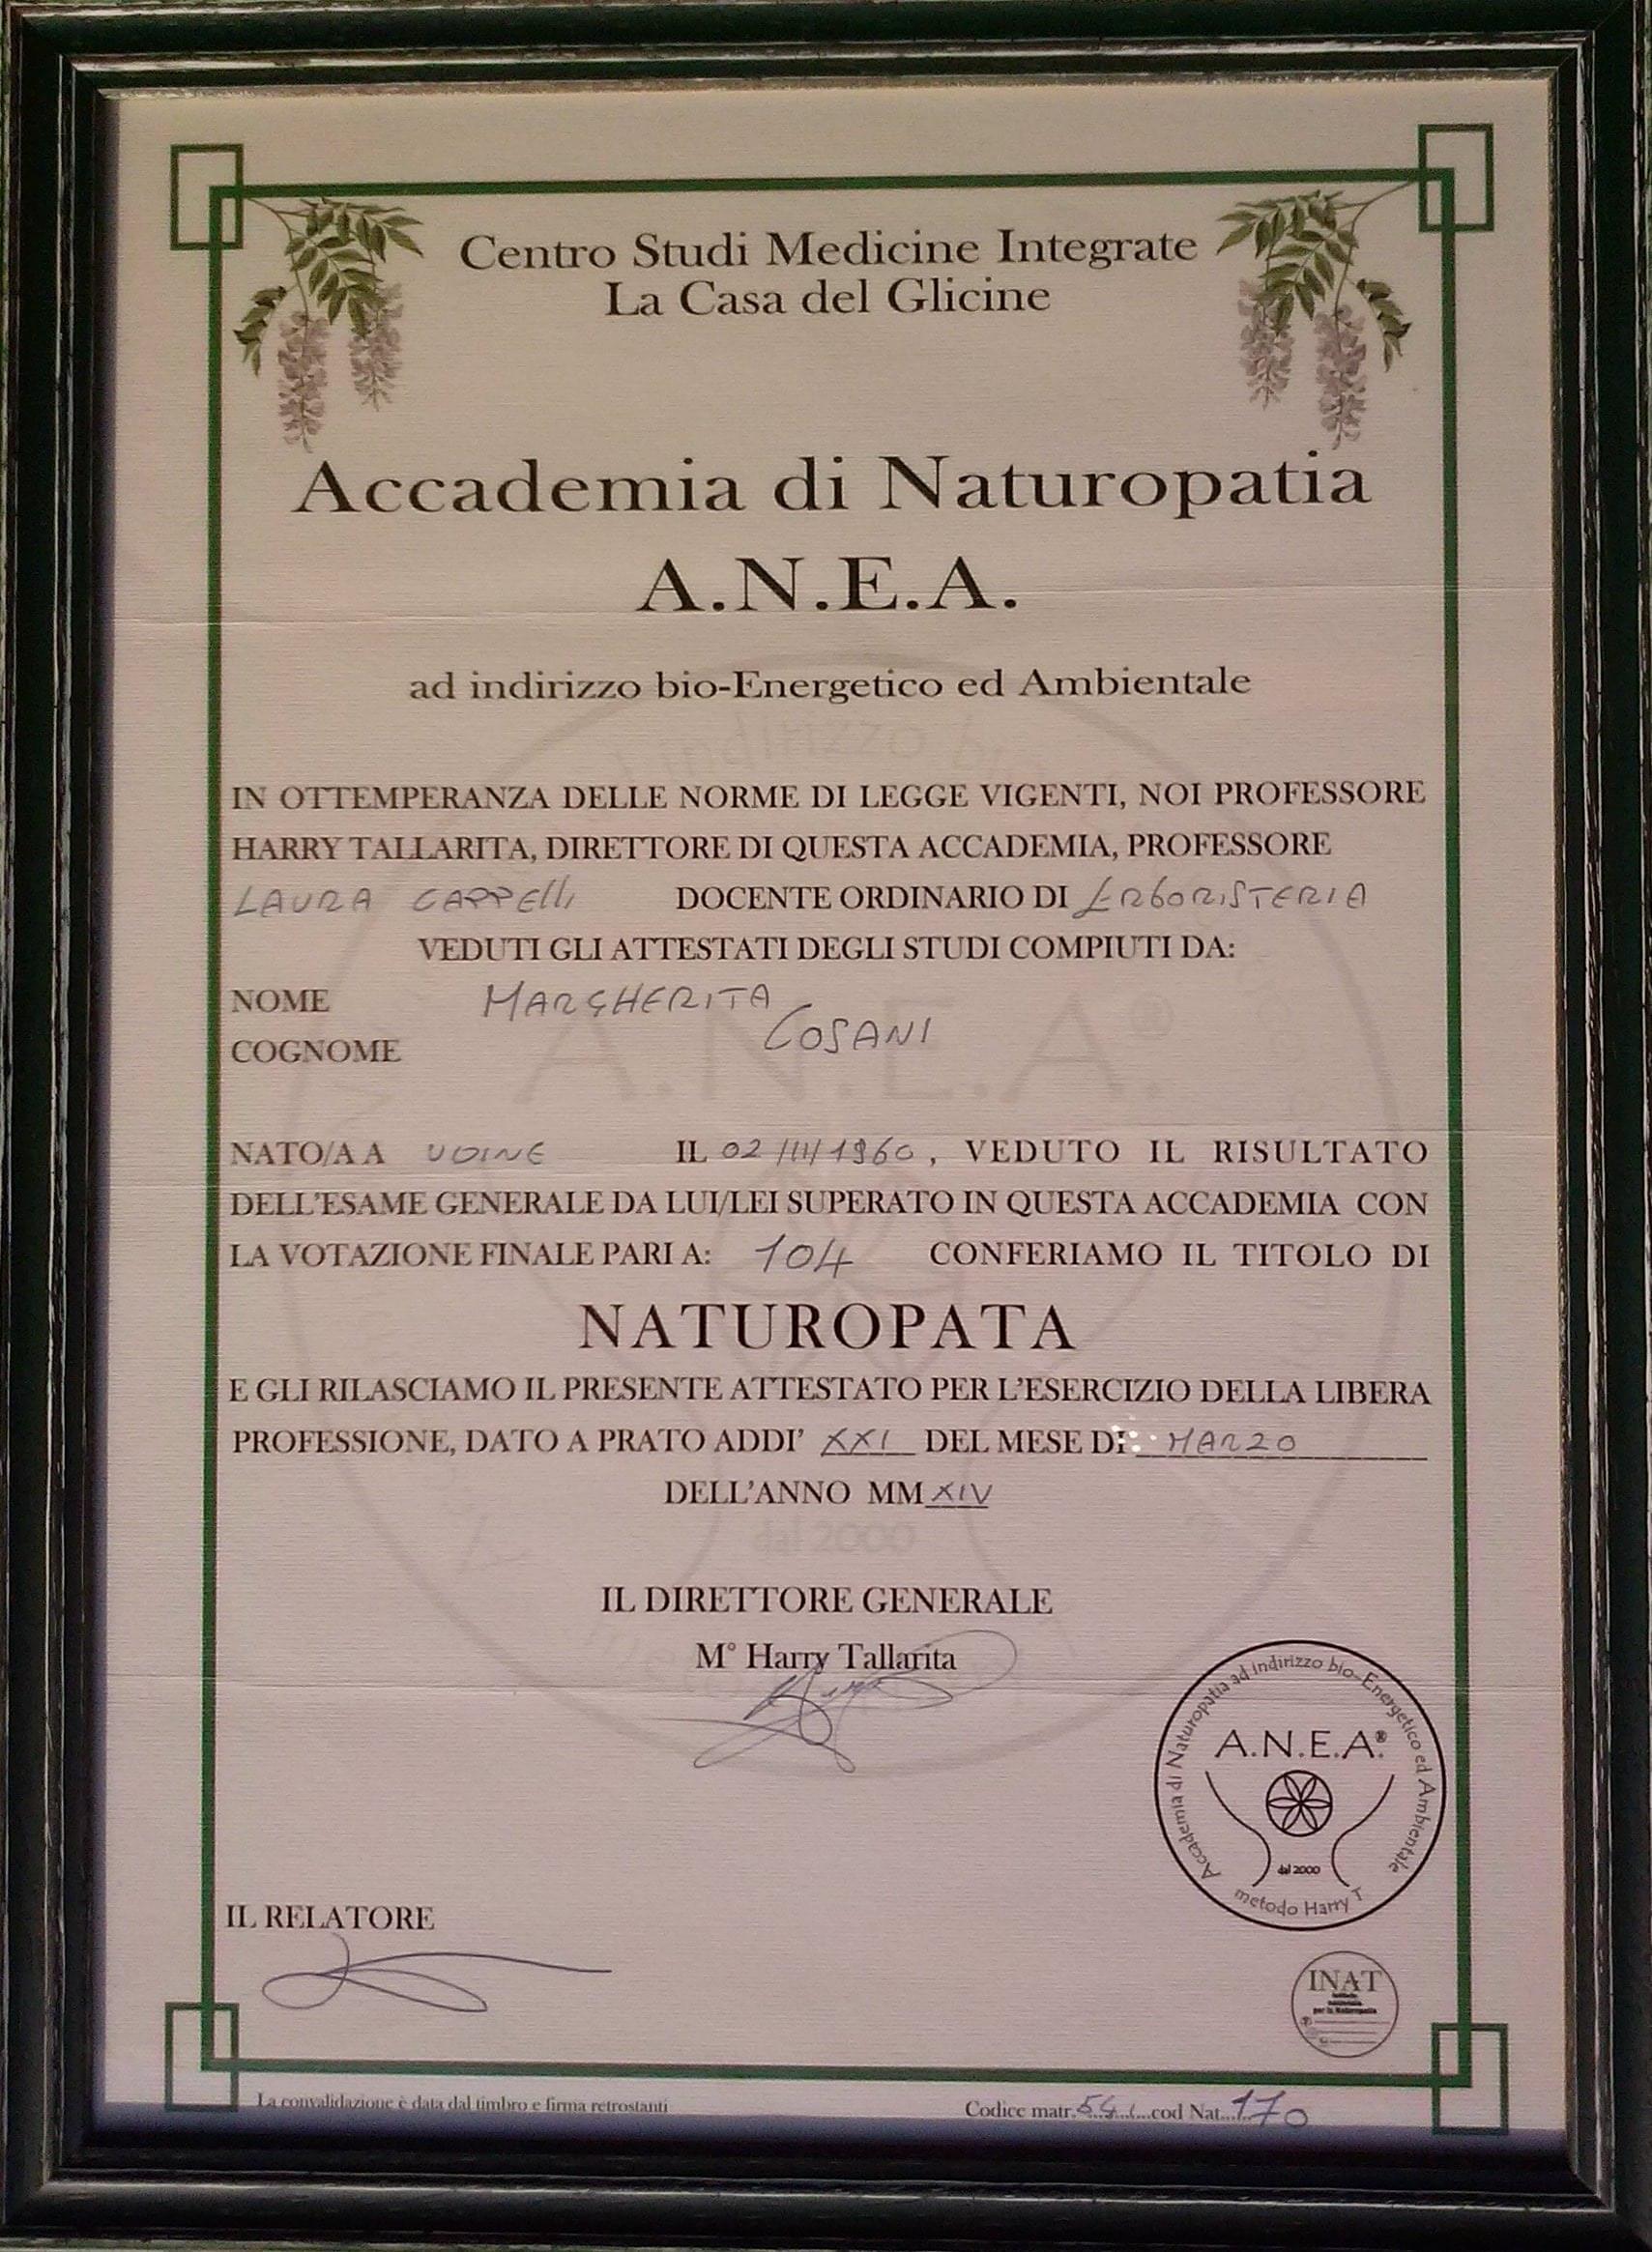 Centro Studi Medicine Integrate
La Casa del Glicine
Accademia di Naturopatia
A.N.E.A.
ad indirizzo bio-Energetico ed Ambientale
IN OTTEMPERANZA DELLE NORME DI LEGGE VIGENTI, NOI PROFESSORE
HARRY TALLARITA, DIRETTORE DI QUESTA ACCADEMIA, PROFESSORE
LAURA CAPPElli DOCENTE ORDINARIO DI ErboriSTERIA
VEDUTI GLI ATTESTATI DEGLI STUDI COMPIUTI DA:
NOME MARGHERITA
COGNOME COSANI
NATO/A A UDINE IL 02/III/1960, VEDUTO IL RISULTATO
DELL'ESAME GENERALE DA LUI/LEI SUPERATO IN QUESTA ACCADEMIA CON
LA VOTAZIONE FINALE PARI A: 104 CONFERIAMO IL TITOLO DI
NATUROPATA
E GLI RILASCIAMO IL PRESENTE ATTESTATO PER L'ESERCIZIO DELLA LIBERA
PROFESSIONE, DATO A PRATO ADDI' XXI DEL MESE DI MARZO
DELL'ANNO MMXIV
dal 2000
IL DIRETTORE GENERALE
M° Harry Tallarita
Accademia di Naturopatia ad indirizzo bio-Energetico ed Ambientale
A.N.E.A.®
dal 2000
metodo Harry T
IL RELATORE
INAT
per la Naturopatia
La convalidazione è data dal timbro e firma retrostanti
Codice matr. 541 cod Nat. 170